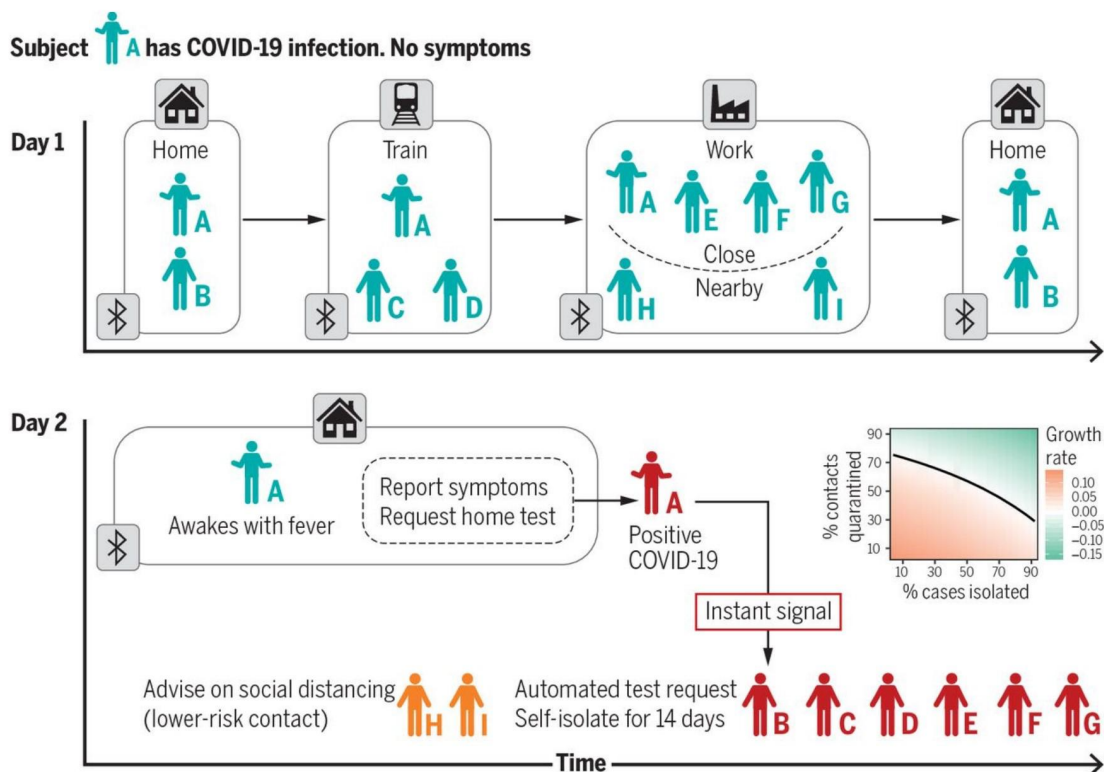 Subject A has COVID-19 infection. No symptoms
Day 1
Home
A
B
Train
A
C D
Work
A E F G
Close
Nearby
H I
Home
A
B
Day 2
A
Awakes with fever
Report symptoms
Request home test
A
Positive
COVID-19
Instant signal
% contacts
quarantined
90
70
50
30
10
10 30 50 70 90
% cases isolated
Growth
rate
0.10
0.05
0.00
−0.05
−0.10
−0.15
Advise on social distancing
(lower-risk contact)
H I
Automated test request
Self-isolate for 14 days
B C D E F G
Time